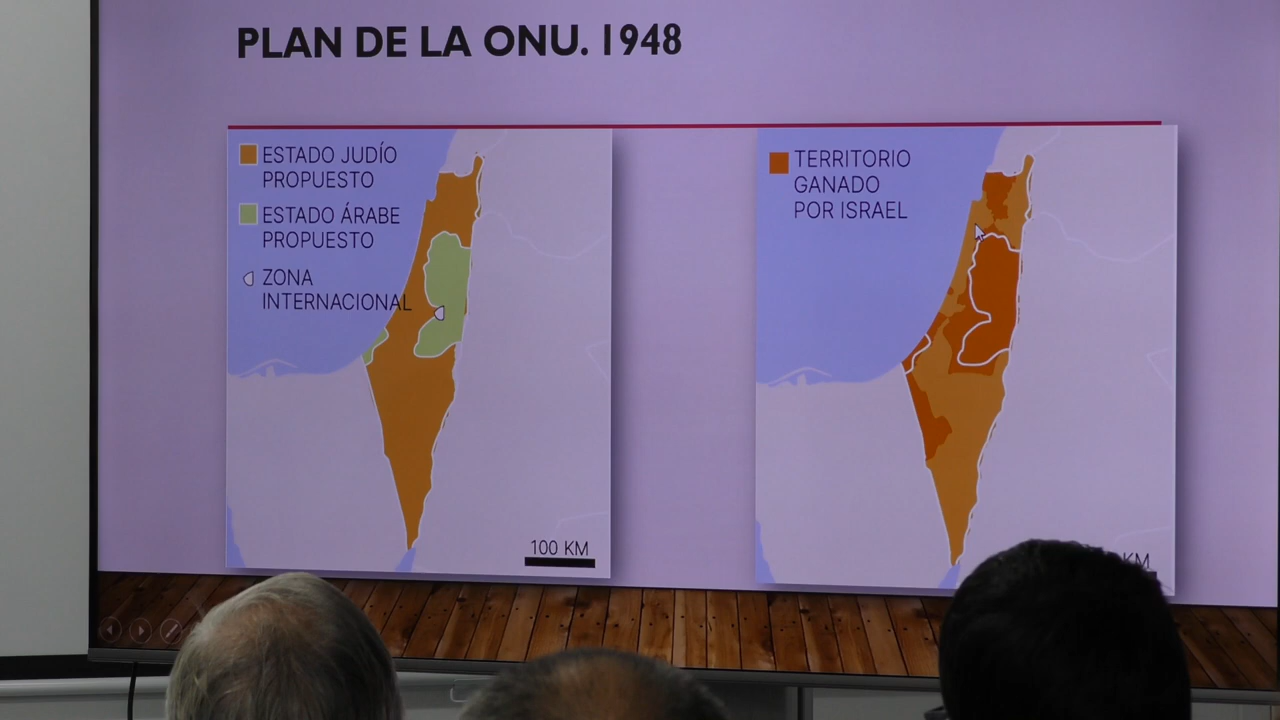 PLAN DE LA ONU. 1948
ESTADO JUDÍO
PROPUESTO
ESTADO ÁRABE
PROPUESTO
ZONA
INTERNACIONAL
100 KM
TERRITORIO
GANADO
POR ISRAEL
KM